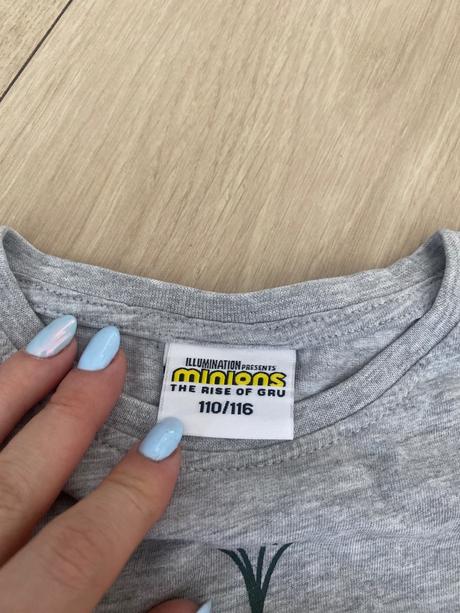 ILLUMINATION PRESENTS
minions
THE RISE OF GRU
110/116